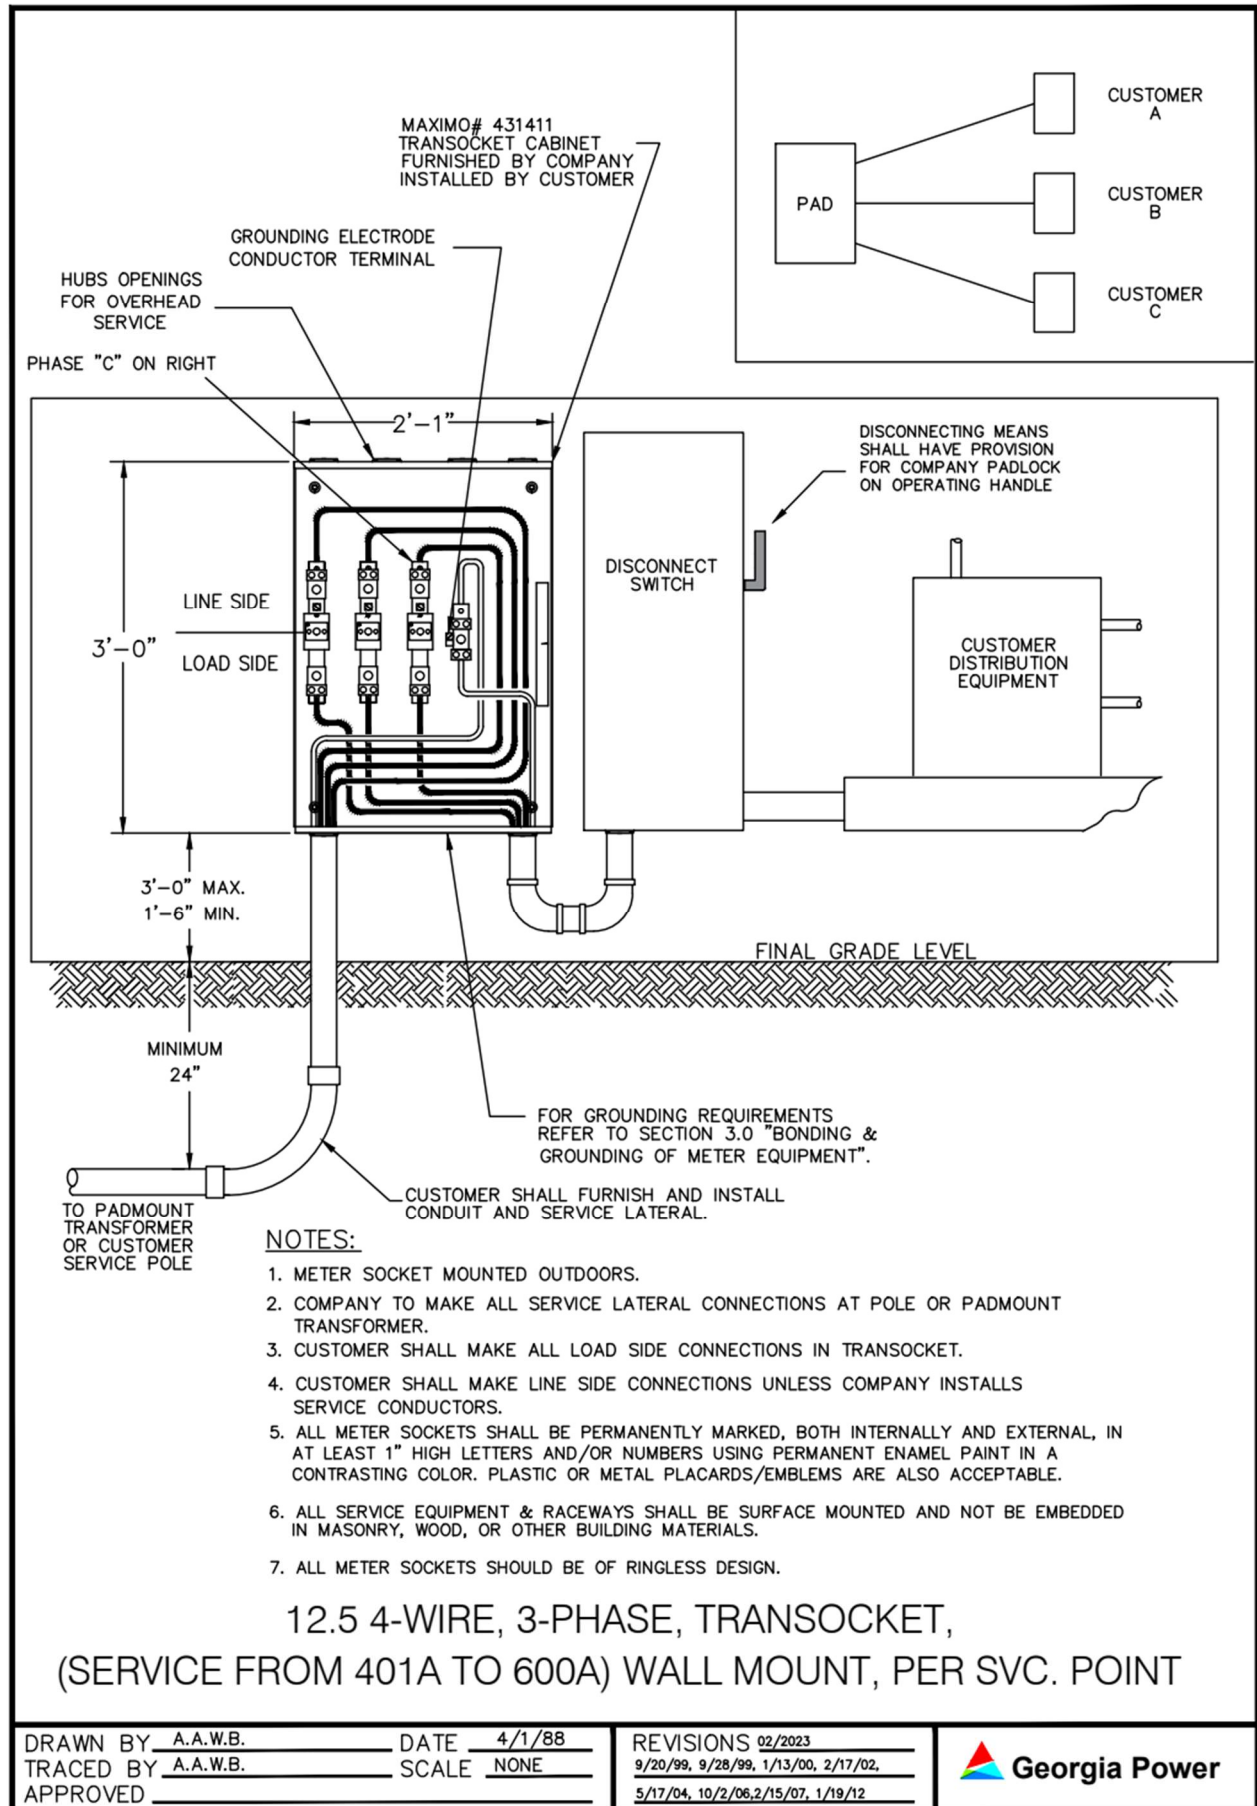 CUSTOMER
A
PAD
CUSTOMER
B
CUSTOMER
C
MAXIMO# 431411
TRANSOCKET CABINET
FURNISHED BY COMPANY
INSTALLED BY CUSTOMER
GROUNDING ELECTRODE
CONDUCTOR TERMINAL
HUBS OPENINGS
FOR OVERHEAD
SERVICE
PHASE "C" ON RIGHT
2'-1"
DISCONNECTING MEANS
SHALL HAVE PROVISION
FOR COMPANY PADLOCK
ON OPERATING HANDLE
DISCONNECT
SWITCH
LINE SIDE
3'-0"
LOAD SIDE
CUSTOMER
DISTRIBUTION
EQUIPMENT
3'-0" MAX.
1'-6" MIN.
FINAL GRADE LEVEL
MINIMUM
24"
FOR GROUNDING REQUIREMENTS
REFER TO SECTION 3.0 "BONDING &
GROUNDING OF METER EQUIPMENT".
CUSTOMER SHALL FURNISH AND INSTALL
CONDUIT AND SERVICE LATERAL.
TO PADMOUNT
TRANSFORMER
OR CUSTOMER
SERVICE POLE
NOTES:
1. METER SOCKET MOUNTED OUTDOORS.
2. COMPANY TO MAKE ALL SERVICE LATERAL CONNECTIONS AT POLE OR PADMOUNT
TRANSFORMER.
3. CUSTOMER SHALL MAKE ALL LOAD SIDE CONNECTIONS IN TRANSOCKET.
4. CUSTOMER SHALL MAKE LINE SIDE CONNECTIONS UNLESS COMPANY INSTALLS
SERVICE CONDUCTORS.
5. ALL METER SOCKETS SHALL BE PERMANENTLY MARKED, BOTH INTERNALLY AND EXTERNAL, IN
AT LEAST 1" HIGH LETTERS AND/OR NUMBERS USING PERMANENT ENAMEL PAINT IN A
CONTRASTING COLOR. PLASTIC OR METAL PLACARDS/EMBLEMS ARE ALSO ACCEPTABLE.
6. ALL SERVICE EQUIPMENT & RACEWAYS SHALL BE SURFACE MOUNTED AND NOT BE EMBEDDED
IN MASONRY, WOOD, OR OTHER BUILDING MATERIALS.
7. ALL METER SOCKETS SHOULD BE OF RINGLESS DESIGN.
12.5 4-WIRE, 3-PHASE, TRANSOCKET,
(SERVICE FROM 401A TO 600A) WALL MOUNT, PER SVC. POINT
DRAWN BY A.A.W.B. DATE 4/1/88
TRACED BY A.A.W.B. SCALE NONE
APPROVED
REVISIONS 02/2023
9/20/99, 9/28/99, 1/13/00, 2/17/02,
5/17/04, 10/2/06,2/15/07, 1/19/12
Georgia Power